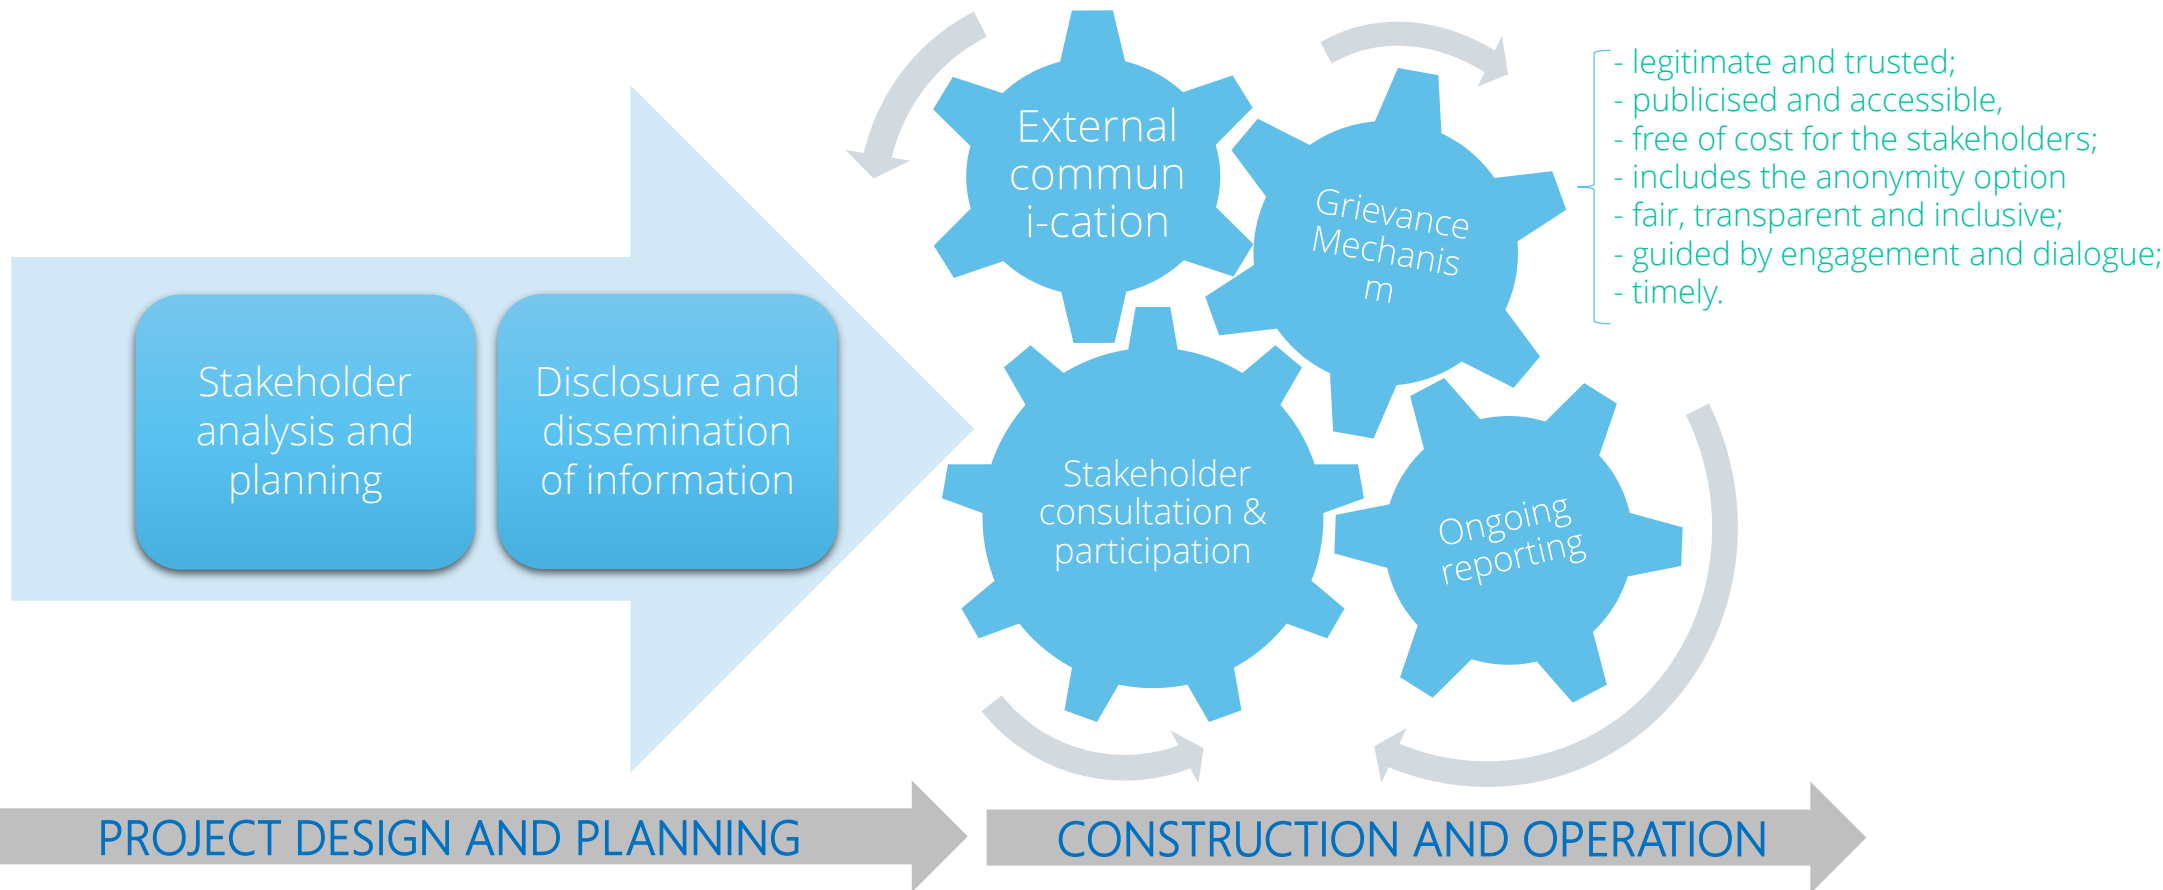 Stakeholder
analysis and
planning
Disclosure and
dissemination
of information
External
commun
i-cation
Grievance
Mechanis
m
- legitimate and trusted;
- publicised and accessible,
- free of cost for the stakeholders;
- includes the anonymity option
- fair, transparent and inclusive;
- guided by engagement and dialogue;
- timely.
Stakeholder
consultation &
participation
Ongoing
reporting
PROJECT DESIGN AND PLANNING
CONSTRUCTION AND OPERATION